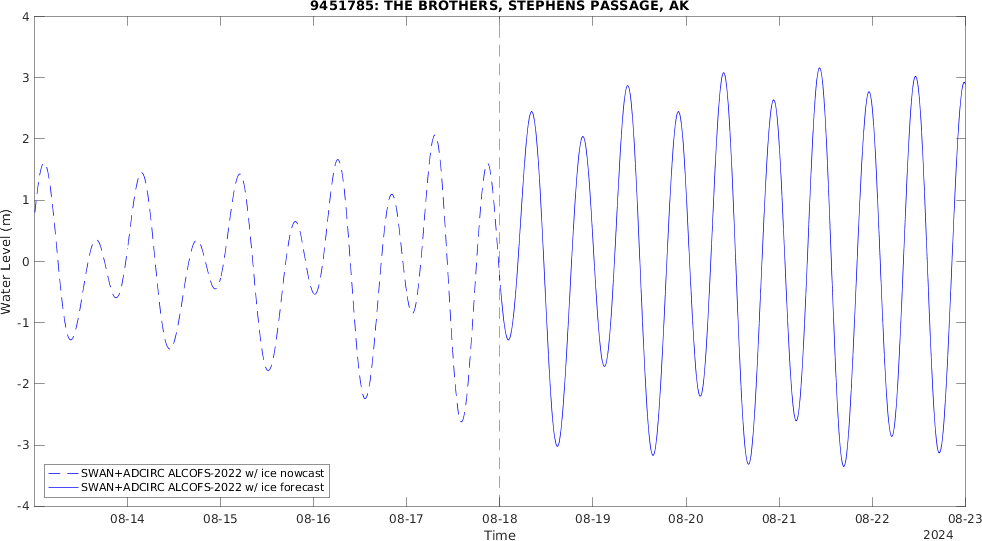 9451785: THE BROTHERS, STEPHENS PASSAGE, AK
4
3
2
1
0
-1
-2
-3
-4
Water Level (m)
SWAN+ADCIRC ALCOFS-2022 w/ ice nowcast
SWAN+ADCIRC ALCOFS-2022 w/ ice forecast
08-14 08-15 08-16 08-17 08-18 08-19 08-20 08-21 08-22 08-23
Time
2024